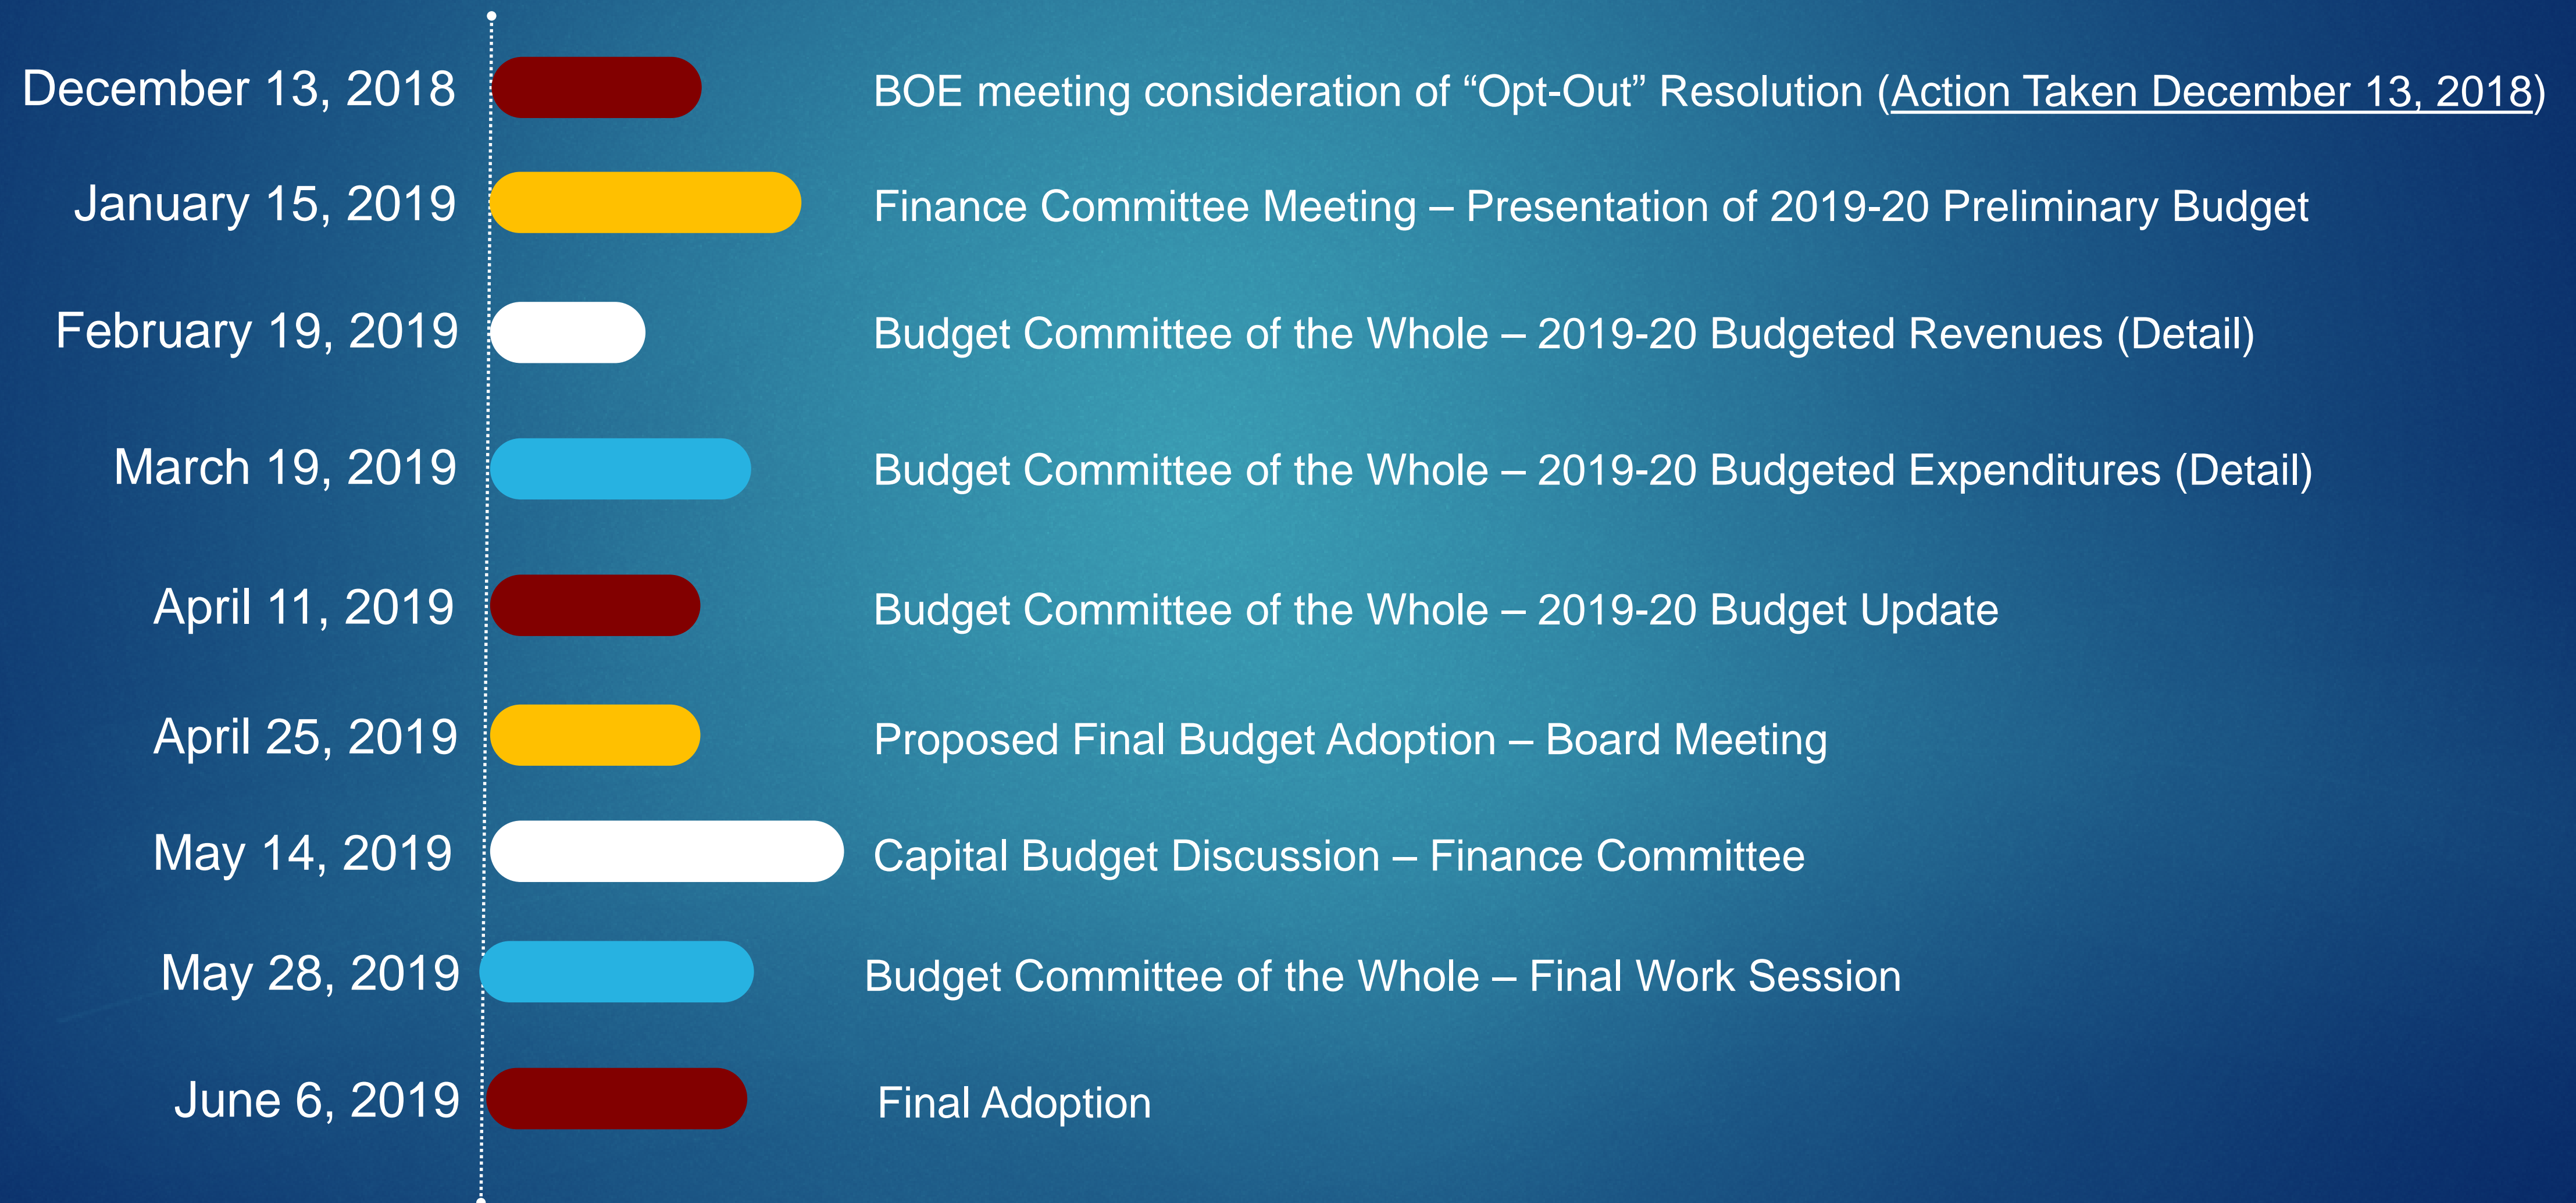 December 13, 2018 BOE meeting consideration of “Opt-Out” Resolution (Action Taken December 13, 2018)
January 15, 2019 Finance Committee Meeting – Presentation of 2019-20 Preliminary Budget
February 19, 2019 Budget Committee of the Whole – 2019-20 Budgeted Revenues (Detail)
March 19, 2019 Budget Committee of the Whole – 2019-20 Budgeted Expenditures (Detail)
April 11, 2019 Budget Committee of the Whole – 2019-20 Budget Update
April 25, 2019 Proposed Final Budget Adoption – Board Meeting
May 14, 2019 Capital Budget Discussion – Finance Committee
May 28, 2019 Budget Committee of the Whole – Final Work Session
June 6, 2019 Final Adoption